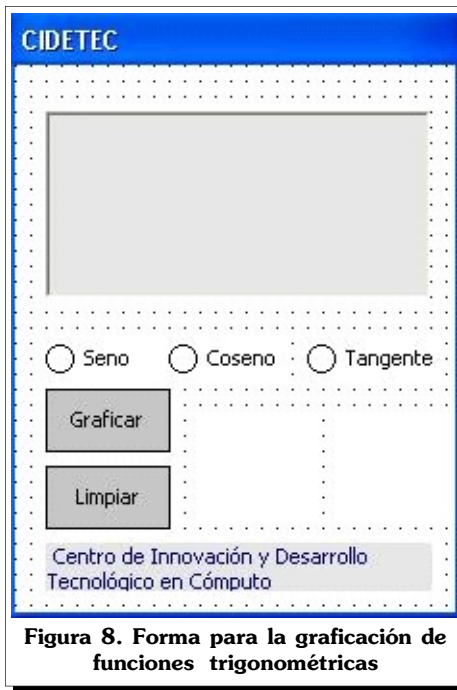 CIDETEC
Seno Coseno Tangente
Graficar
Limpiar
Centro de Innovación y Desarrollo
Tecnológico en Cómputo
Figura 8. Forma para la graficación de
funciones trigonométricas